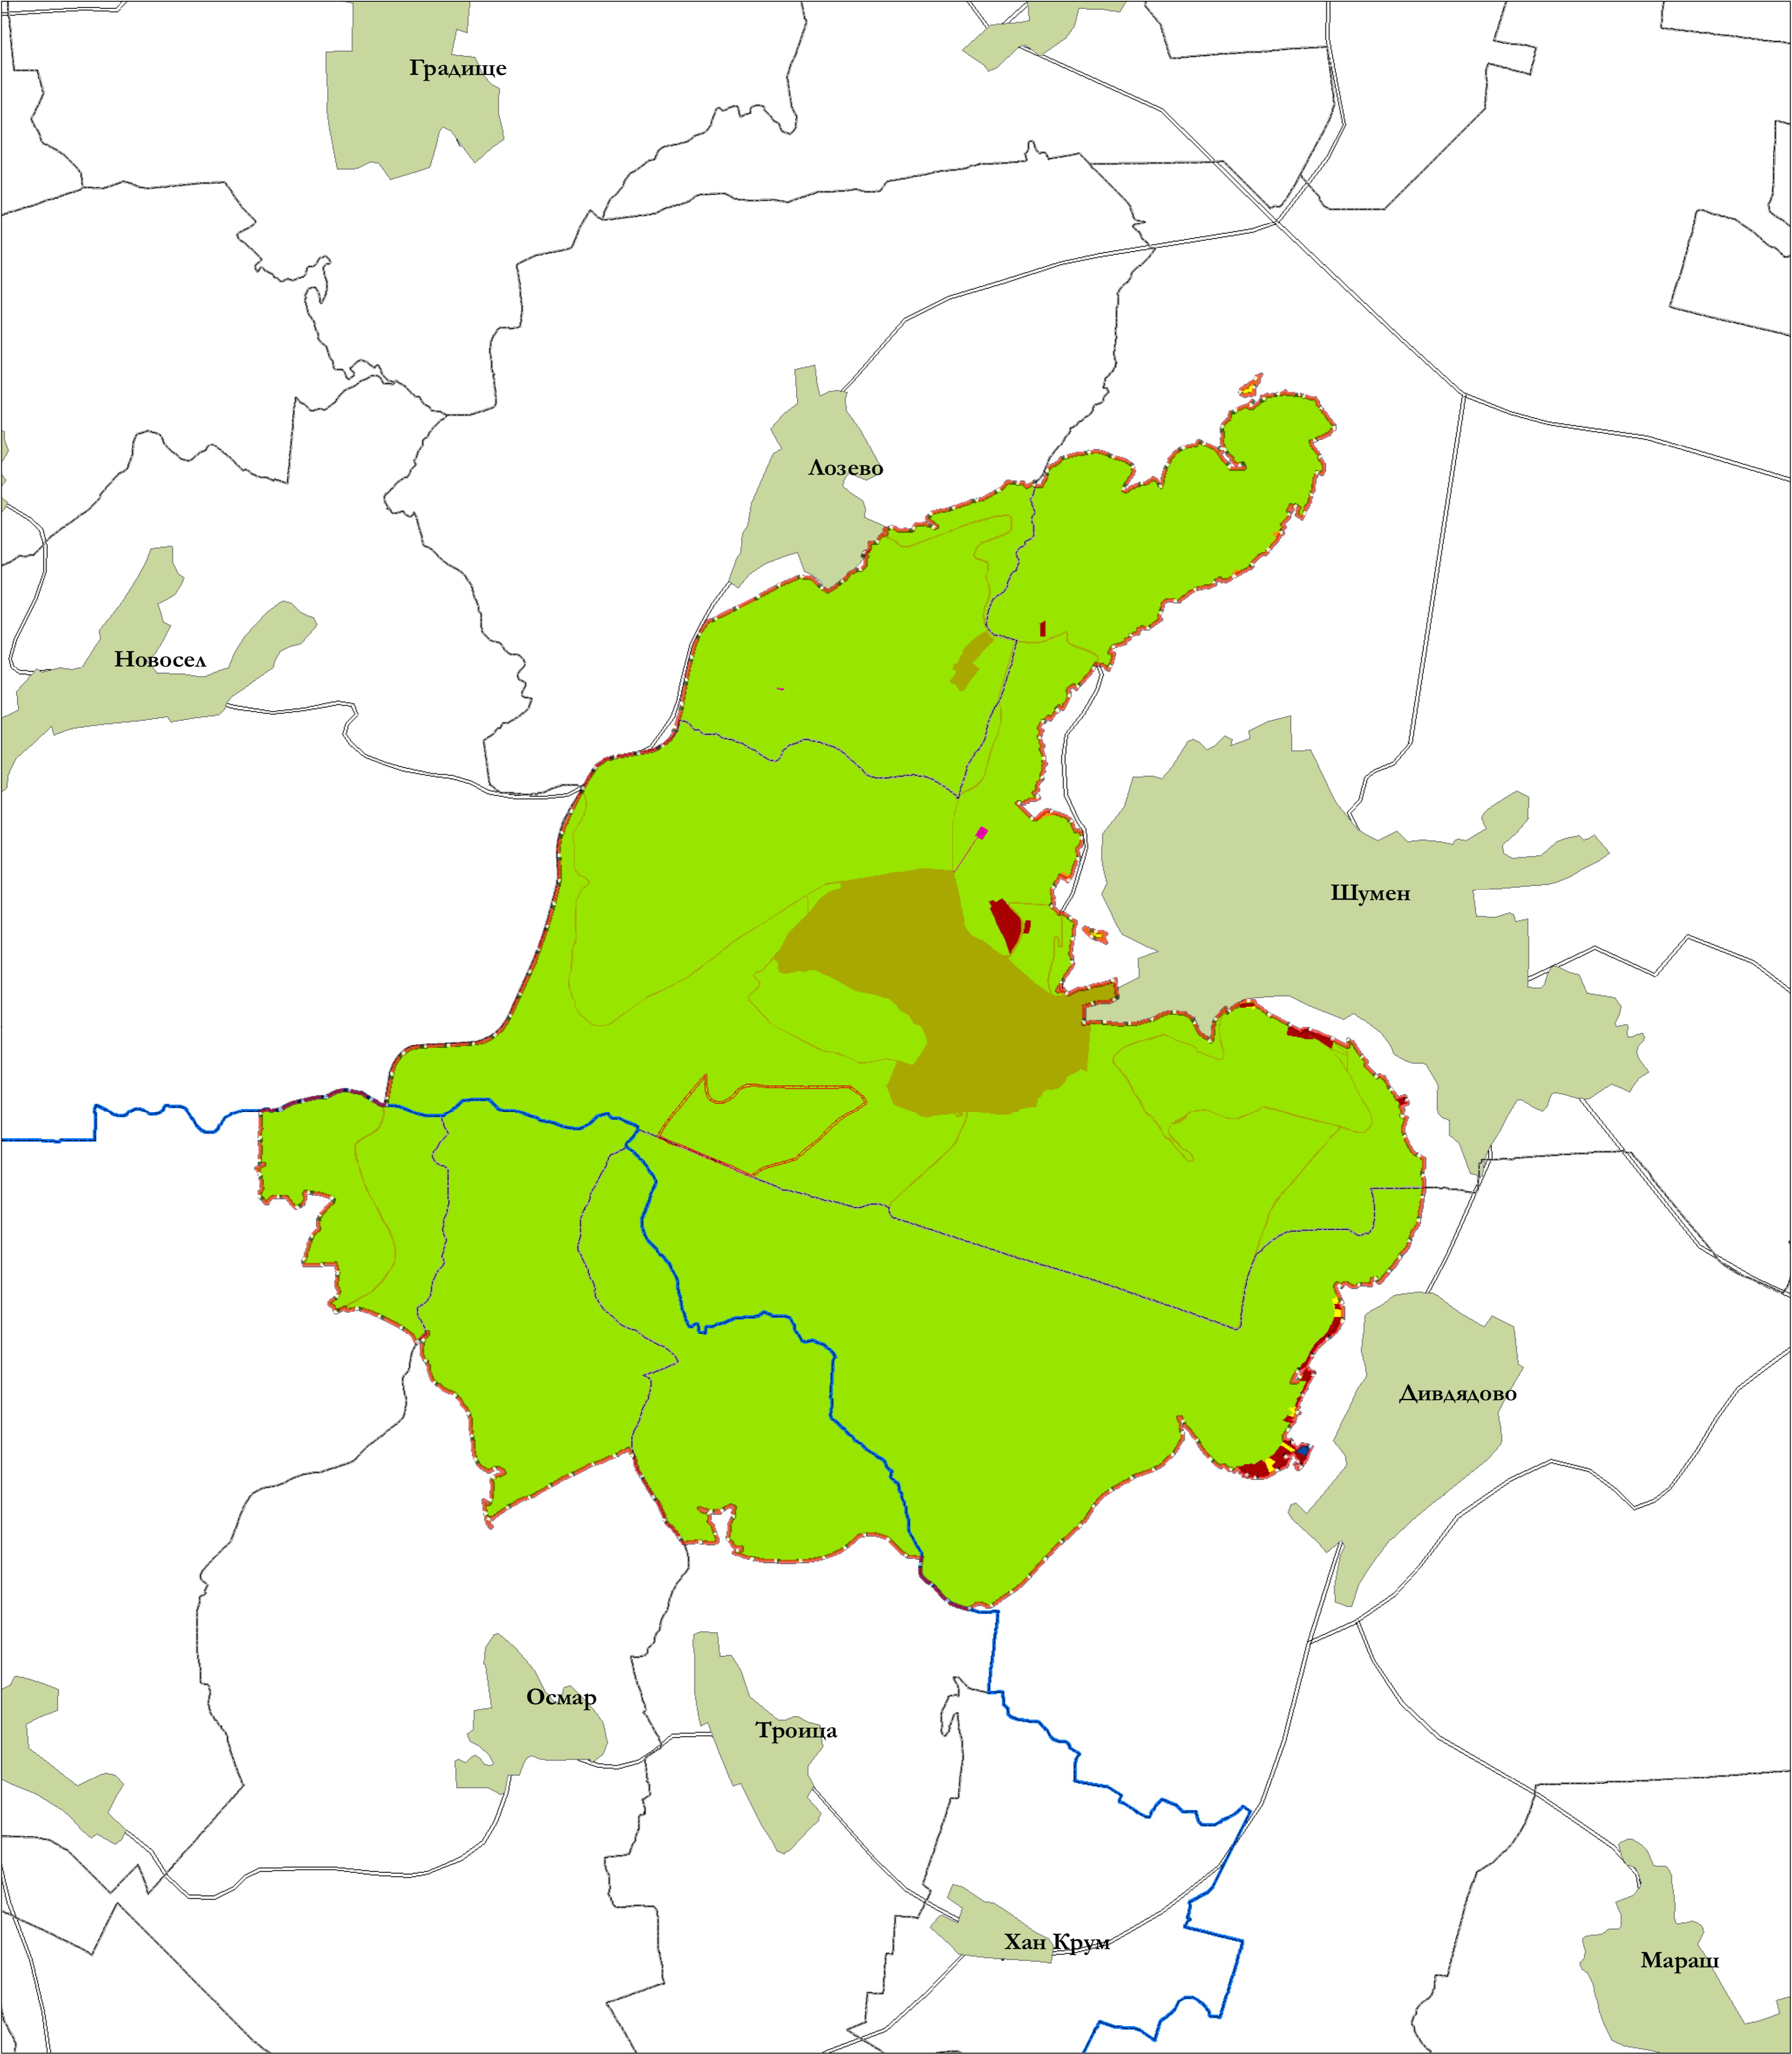 Градище
Лозево
Новосел
Шумен
Дивдядово
Осмар
Троица
Хан Крум
Мараш